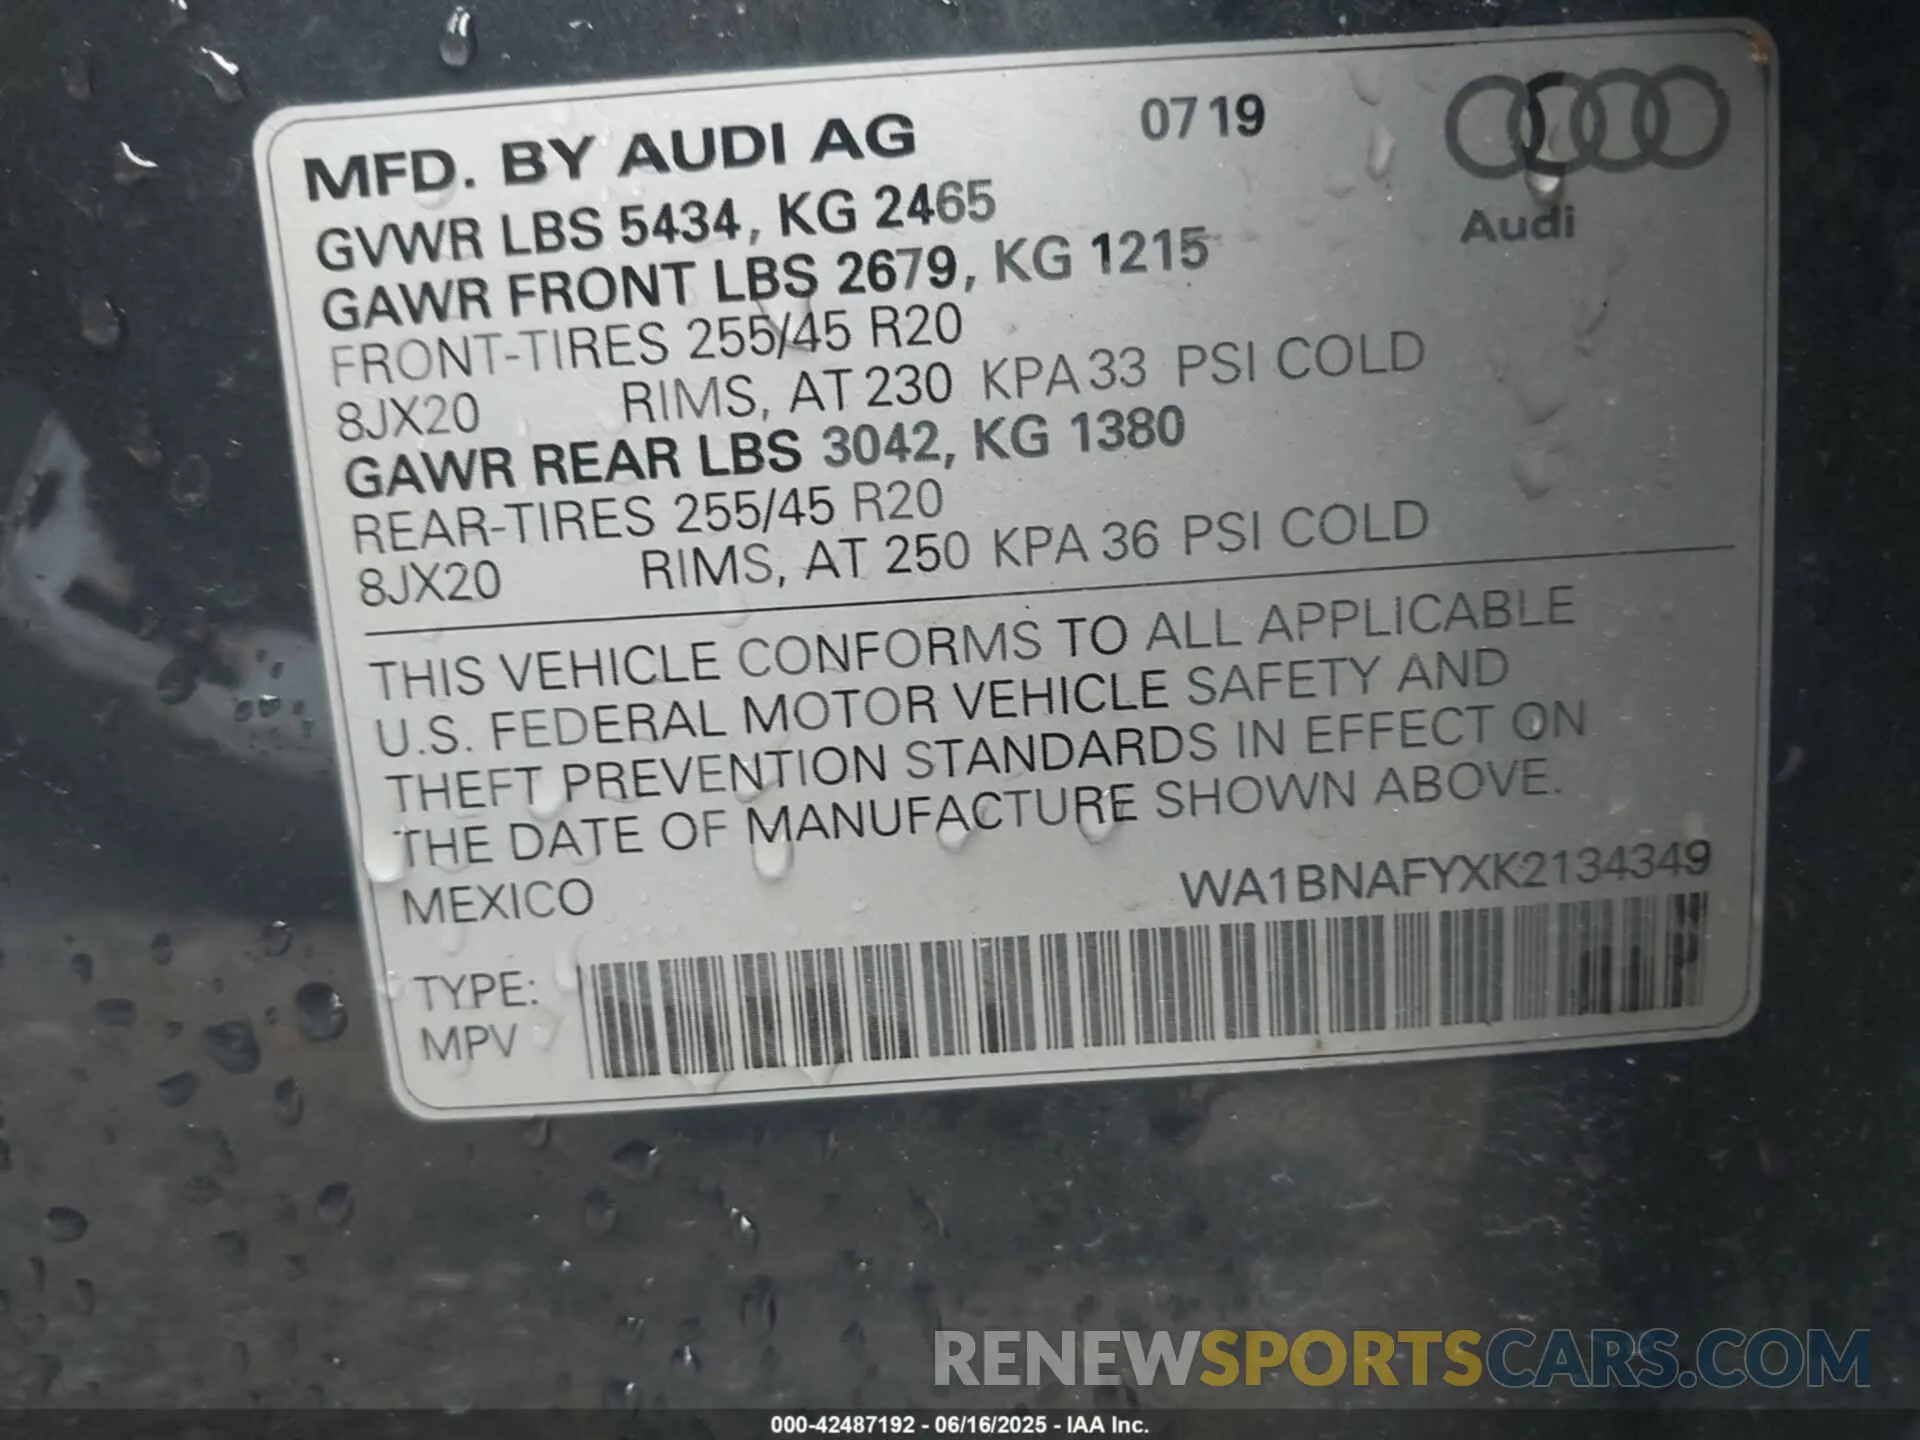 MFD. BY AUDI AG 07 19
Audi
GVWR LBS 5434, KG 2465
GAWR FRONT LBS 2679, KG 1215
FRONT-TIRES 255/45 R20
8JX20 RIMS, AT 230 KPA 33 PSI COLD
GAWR REAR LBS 3042, KG 1380
REAR-TIRES 255/45 R20
8JX20 RIMS, AT 250 KPA 36 PSI COLD
THIS VEHICLE CONFORMS TO ALL APPLICABLE
U.S. FEDERAL MOTOR VEHICLE SAFETY AND
THEFT PREVENTION STANDARDS IN EFFECT ON
THE DATE OF MANUFACTURE SHOWN ABOVE.
MEXICO WA1BNAFYXK2134349
TYPE:
MPV
RENEWSPORTSCARS.COM
000-42487192 - 06/16/2025 - IAA Inc.